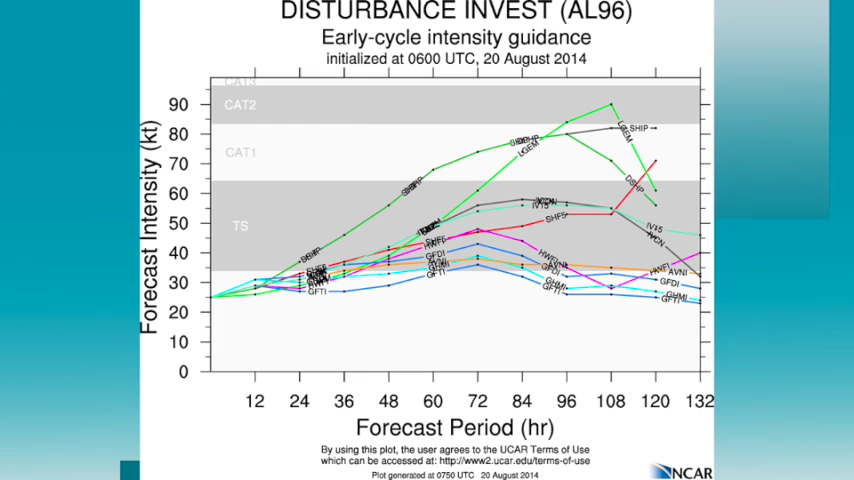 DISTURBANCE INVEST (AL96)
Early-cycle intensity guidance
initialized at 0600 UTC, 20 August 2014
Forecast Intensity (kt)
CAT3
90
CAT2
80
SHIP
LGEM
70
CAT1
DSHP
60
SHF5
IV15
50
TS
IVCN
40
HWFI
AVNI
30
GFDI
GHMI
GFTI
20
10
0
12 24 36 48 60 72 84 96 108 120 132
Forecast Period (hr)
By using this plot, the user agrees to the UCAR Terms of Use
which can be accessed at: http://www2.ucar.edu/terms-of-use
Plot generated at 0750 UTC 20 August 2014
NCAR